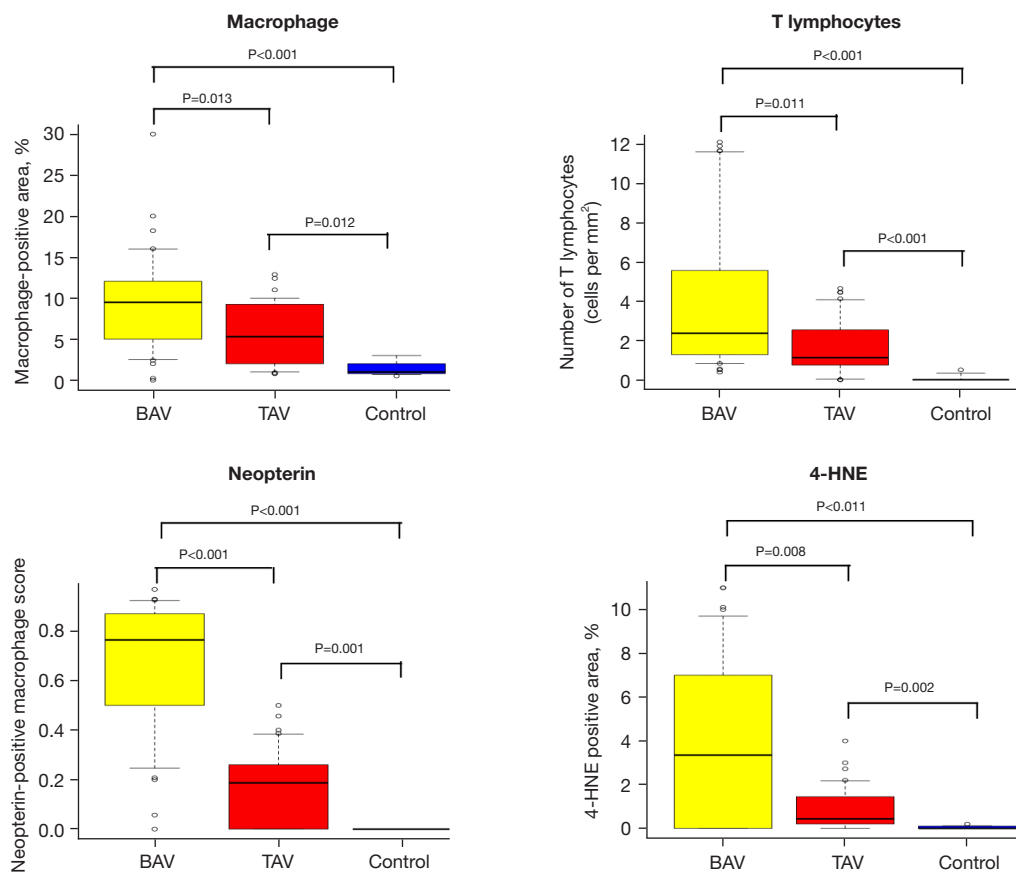 Macrophage
P<0.001
P=0.013
P=0.012
Macrophage-positive area, %
30
25
20
15
10
5
0
BAV
TAV
Control
T lymphocytes
P<0.001
P=0.011
P<0.001
Number of T lymphocytes
(cells per mm²)
12
10
8
6
4
2
0
BAV
TAV
Control
Neopterin
P<0.001
P<0.001
P=0.001
Neopterin-positive macrophage score
0.8
0.6
0.4
0.2
0.0
BAV
TAV
Control
4-HNE
P<0.011
P=0.008
P=0.002
4-HNE positive area, %
10
8
6
4
2
0
BAV
TAV
Control